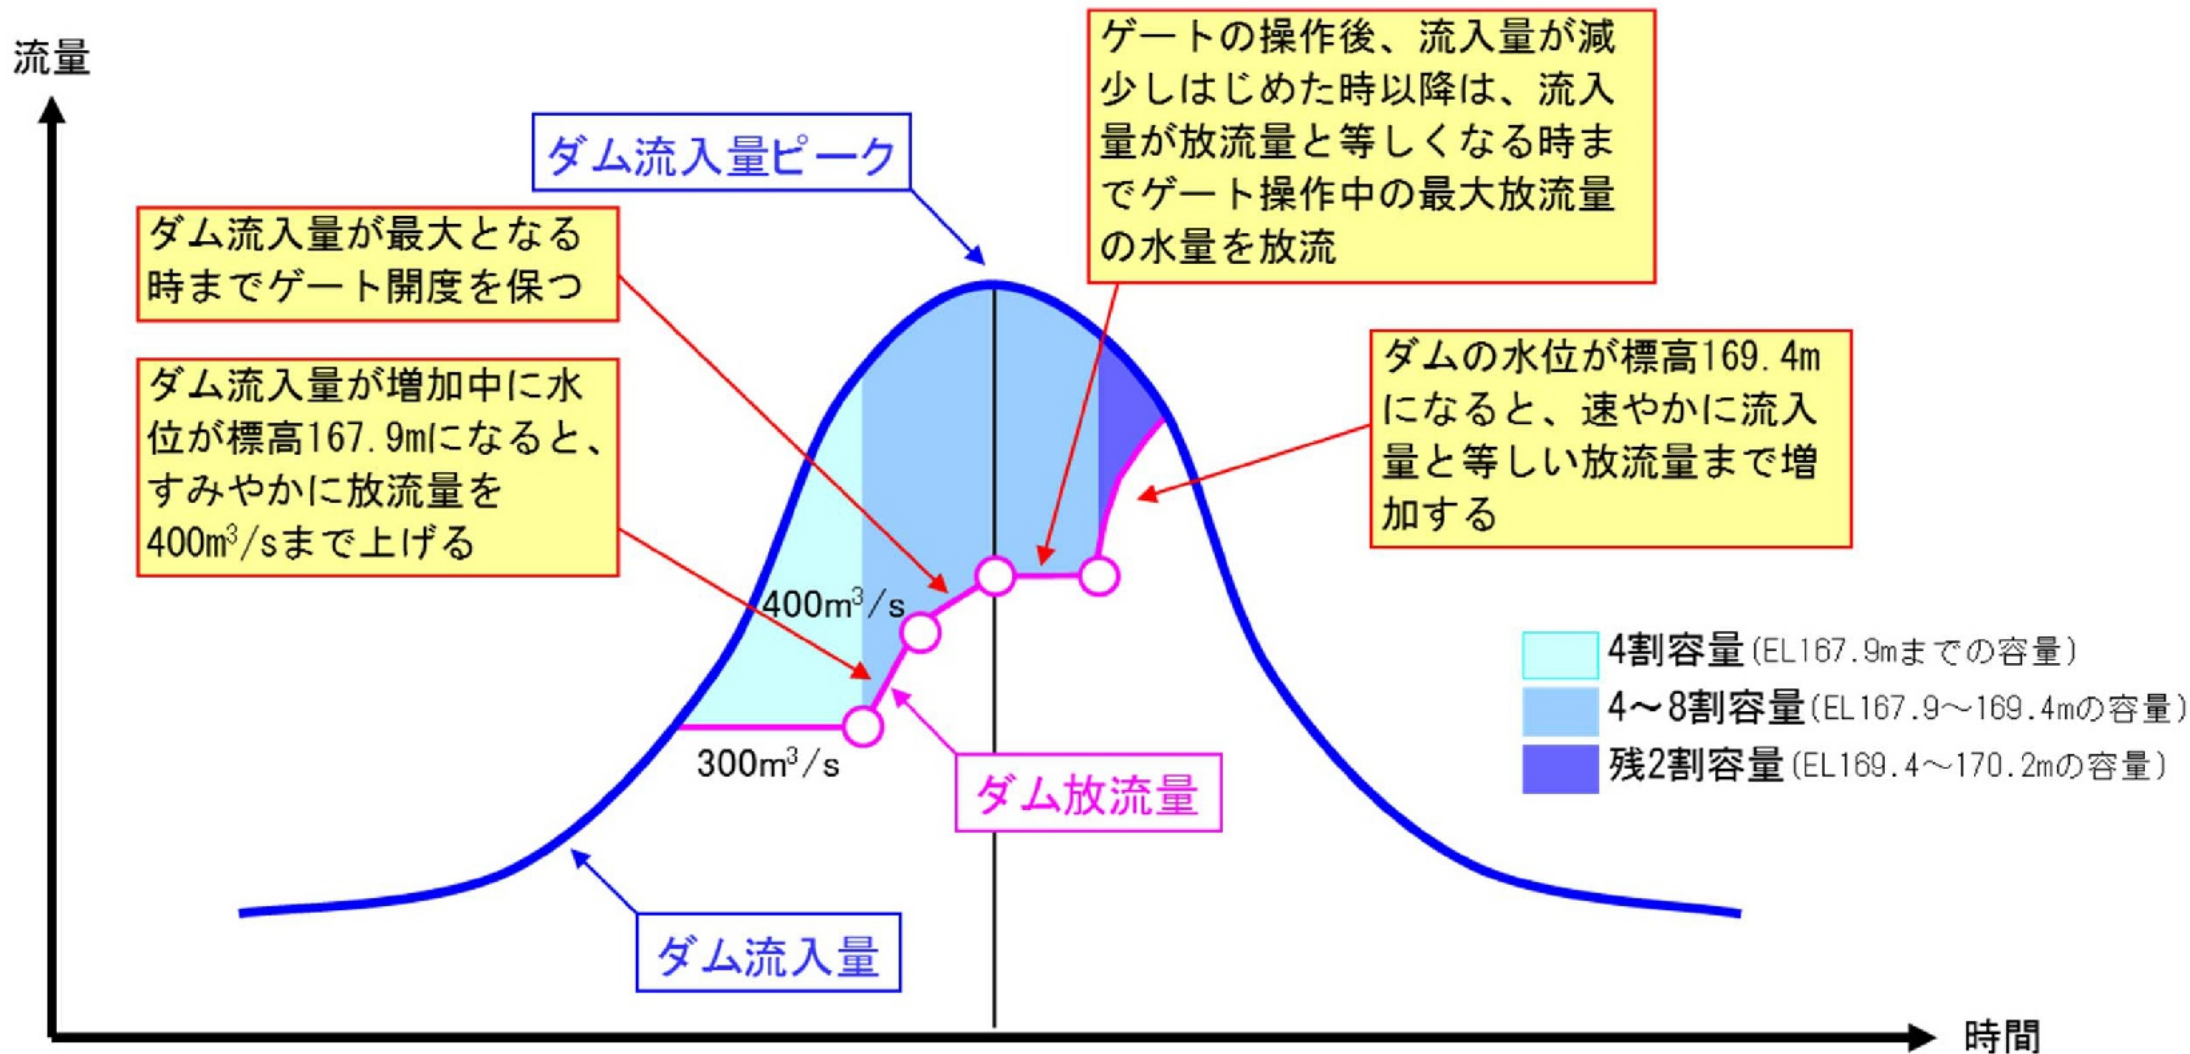 流量
ゲートの操作後、流入量が減
少しはじめた時以降は、流入
量が放流量と等しくなる時ま
でゲート操作中の最大放流量
の水量を放流
ダム流入量ピーク
ダム流入量が最大となる
時までゲート開度を保つ
ダムの水位が標高169.4m
になると、速やかに流入
量と等しい放流量まで増
加する
ダム流入量が増加中に水
位が標高167.9mになると、
すみやかに放流量を
400m³/sまで上げる
400m³/s
300m³/s
4割容量(EL167.9mまでの容量)
4～8割容量(EL167.9～169.4mの容量)
残2割容量(EL169.4～170.2mの容量)
ダム放流量
ダム流入量
時間